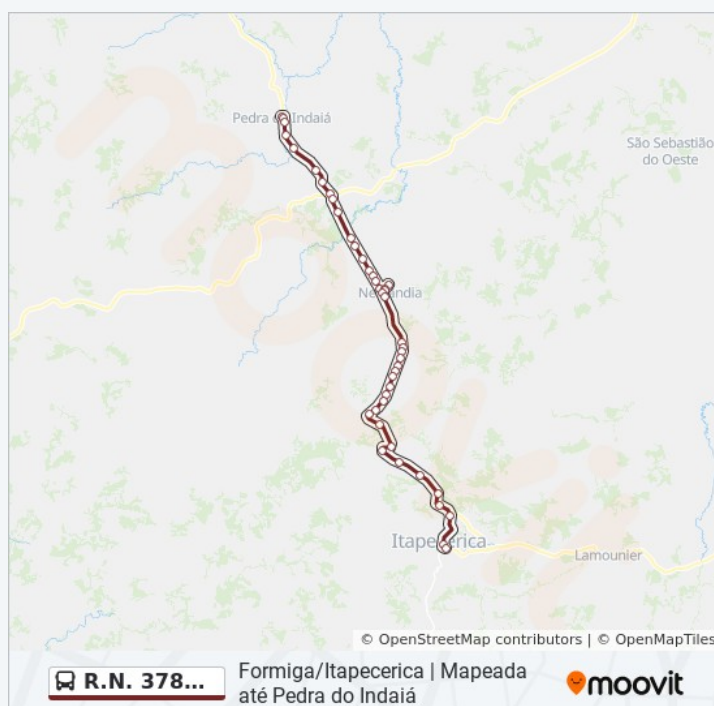 Pedra do Indaiá
São Sebastião
do Oeste
Itapecerica
Lamounier
© OpenStreetMap contributors | © OpenMapTiles
R.N. 378...
Formiga/Itapecerica | Mapeada
até Pedra do Indaiá
moovit
moovit